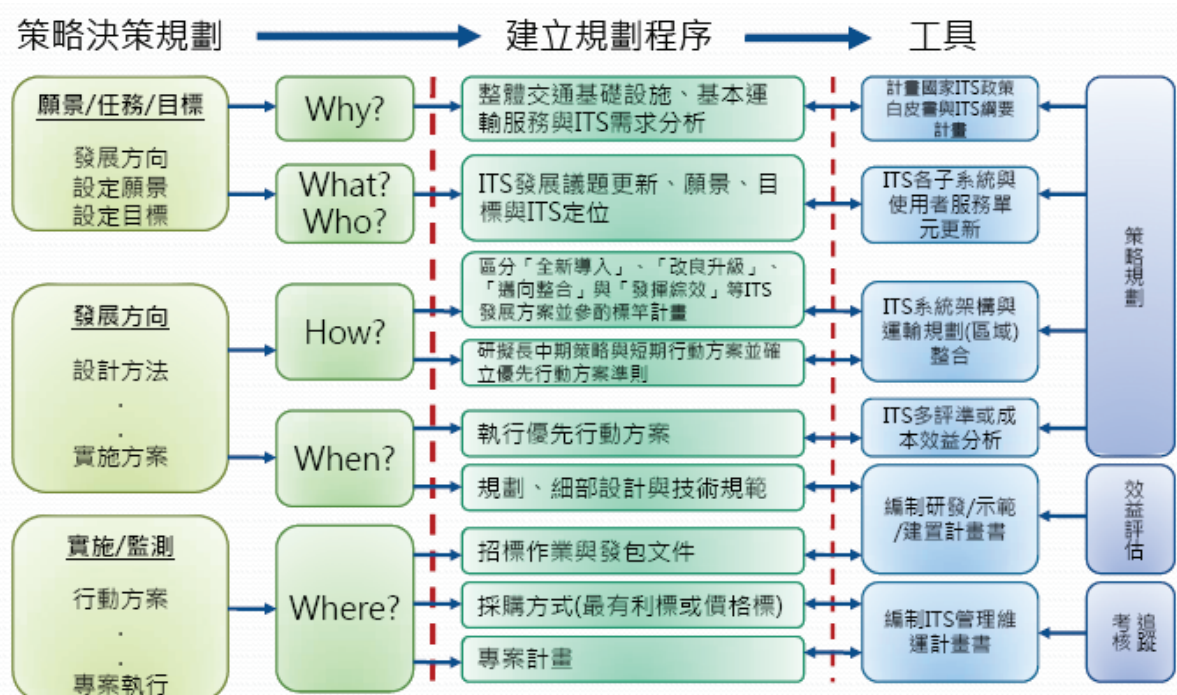 策略決策規劃
建立規劃程序
工具
願景/任務/目標
發展方向
設定願景
設定目標
Why?
What?
Who?
整體交通基礎設施、基本運
輸服務與ITS需求分析
ITS發展議題更新、願景、目
標與ITS定位
計畫國家ITS政策
白皮書與ITS綱要
計畫
ITS各子系統與
使用者服務單
元更新
發展方向
設計方法
.
.
實施方案
How?
When?
區分「全新導入」、「改良升級」、
「邁向整合」與「發揮綜效」等ITS
發展方案並參酌標竿計畫
研擬長中期策略與短期行動方案並確
立優先行動方案準則
執行優先行動方案
規劃、細部設計與技術規範
ITS系統架構與
運輸規劃(區域)
整合
ITS多評準或成
本效益分析
實施/監測
行動方案
.
.
專案執行
Where?
招標作業與發包文件
採購方式(最有利標或價格標)
專案計畫
編制研發/示範
/建置計畫書
編制ITS管理維
運計畫書
策略規劃
效益評估
追蹤
考核